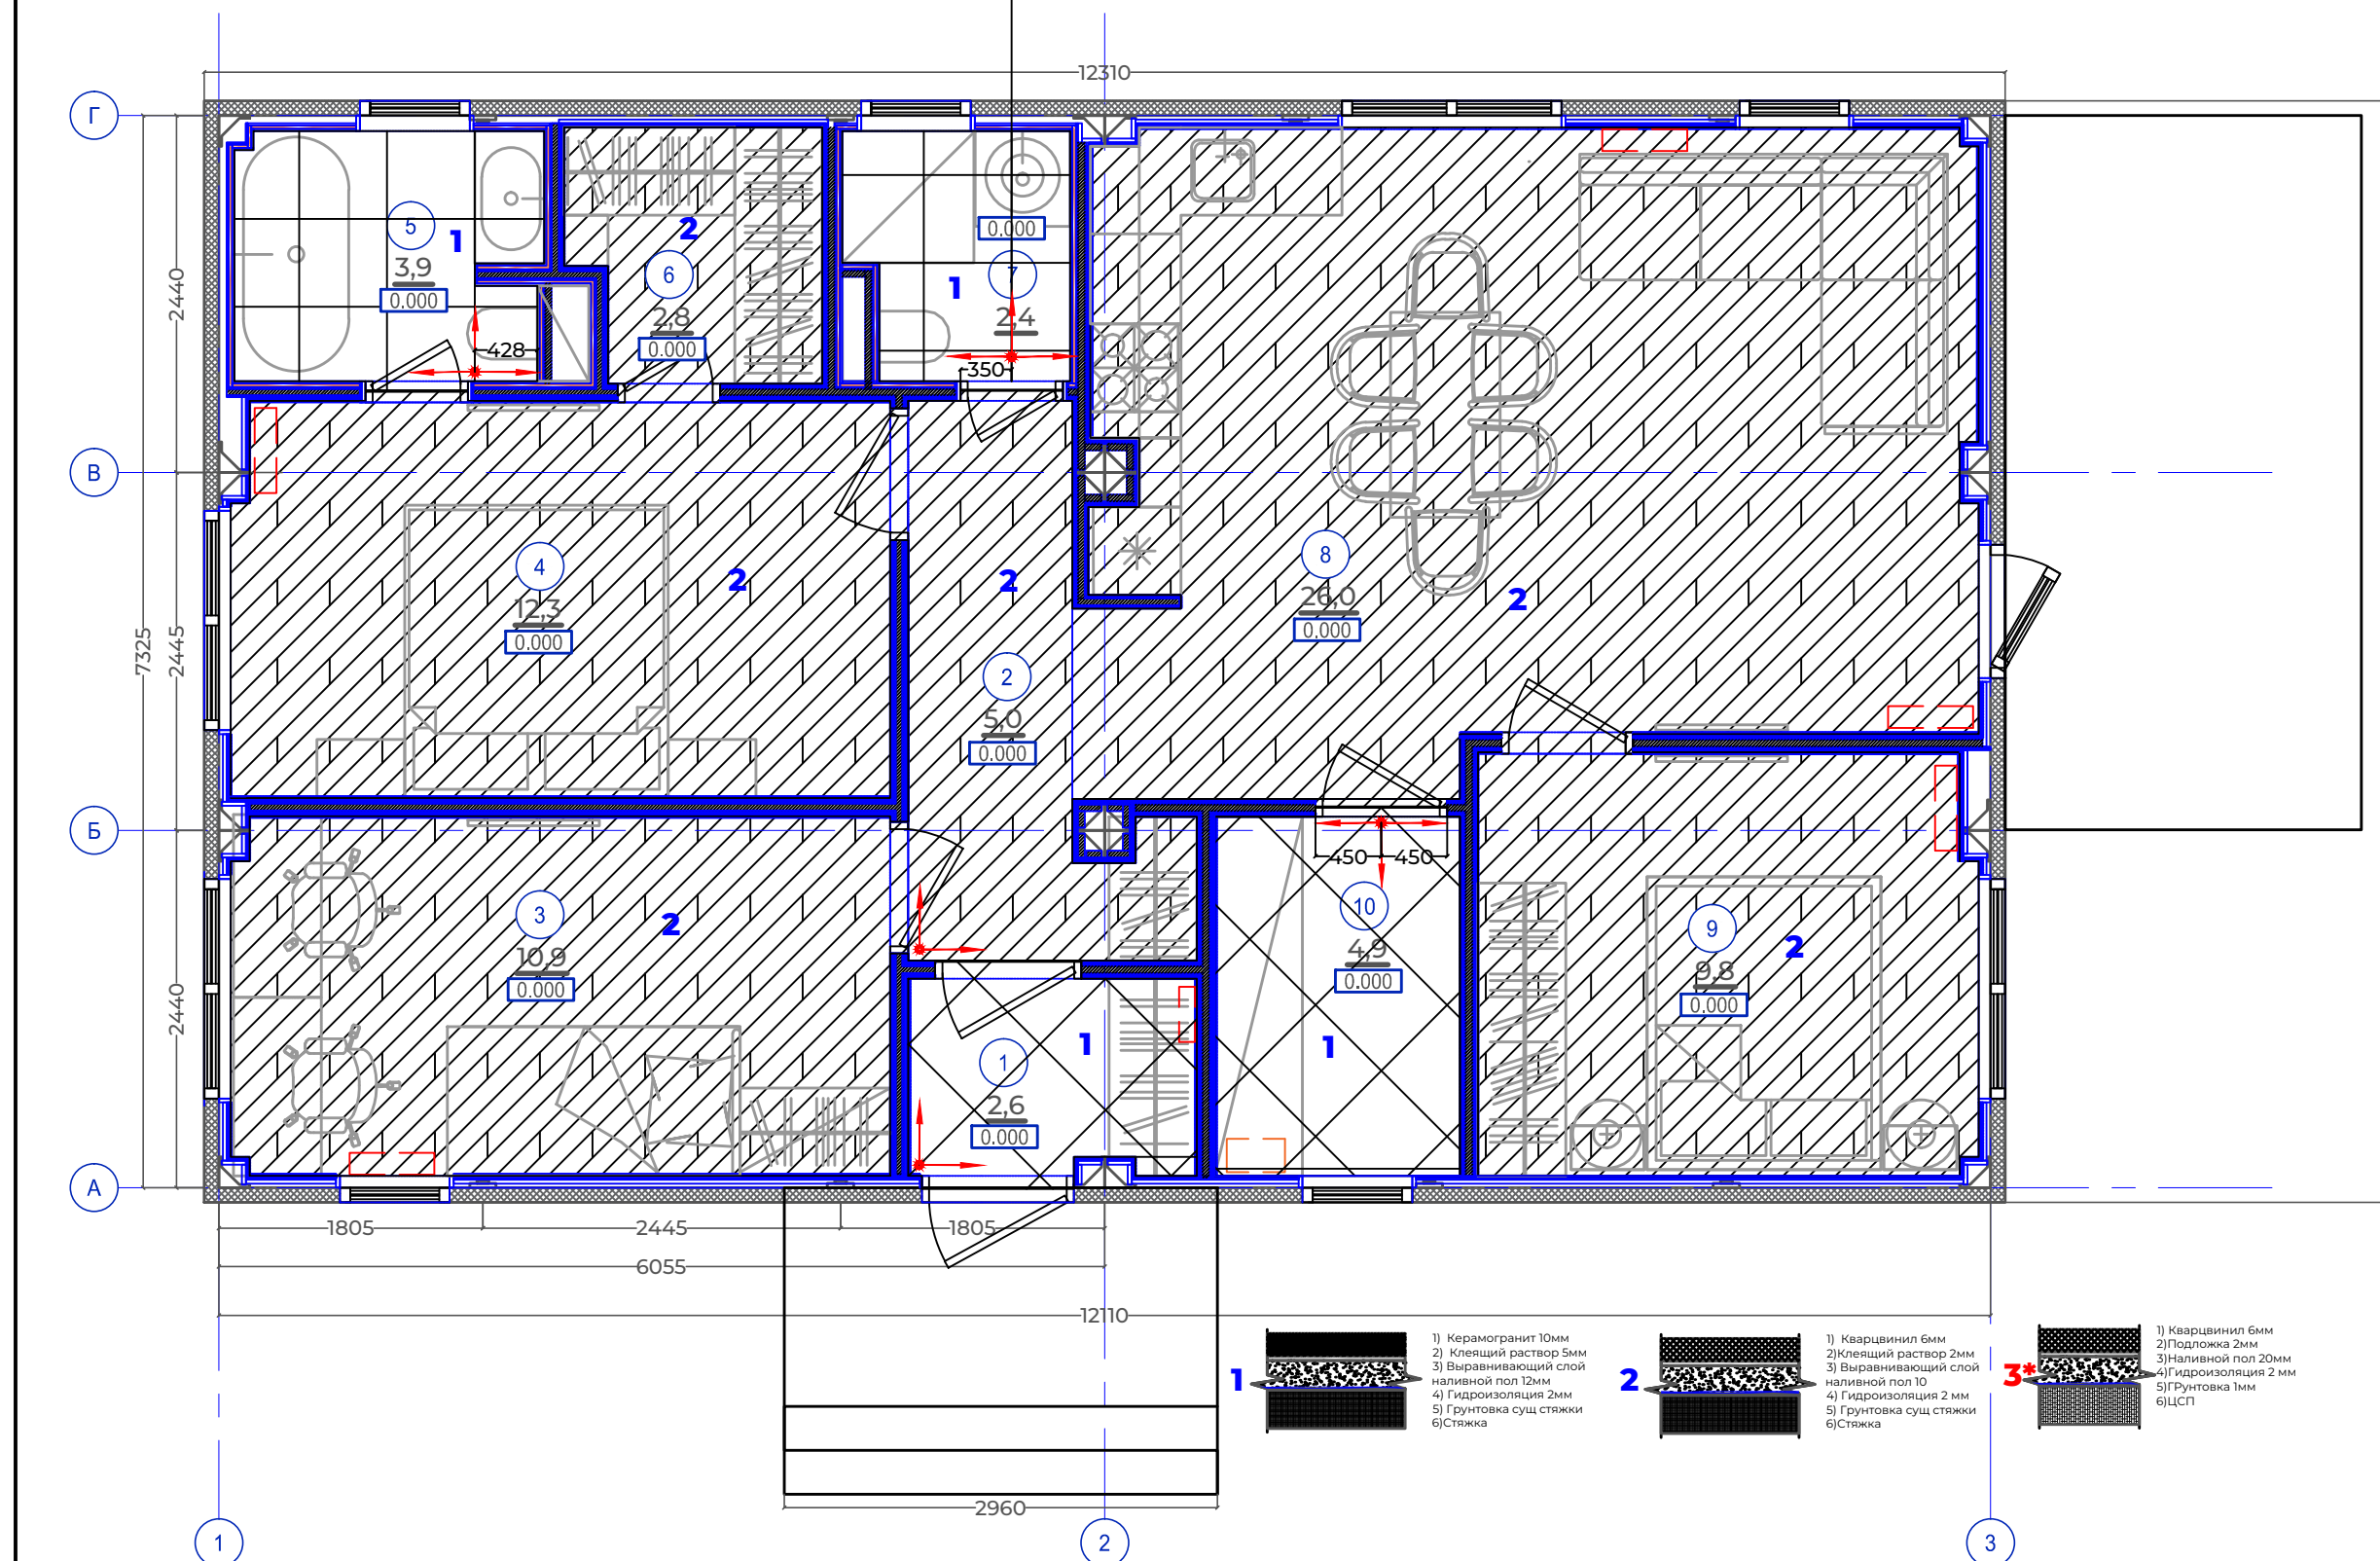 12310
Г
5
1
3,9
0.000
428
2
6
2,8
0.000
0.000
7
1
2,4
350
2440
В
4
12,3
0.000
2
2
8
26,0
0.000
2
7325
2445
2
5,0
0.000
Б
450
450
3
10,9
0.000
2
10
4,9
0.000
1
9
9,8
0.000
2
2440
1
1
2,6
0.000
А
1805
2445
1805
6055
12110
1
1) Керамогранит 10мм
2) Клеящий раствор 5мм
3) Выравнивающий слой
наливной пол 12мм
4) Гидроизоляция 2мм
5) Грунтовка сущ стяжки
6)Стяжка
2
1) Кварцвинил 6мм
2)Клеящий раствор 2мм
3) Выравнивающий слой
наливной пол 10
4) Гидроизоляция 2 мм
5) Грунтовка сущ стяжки
6)Стяжка
3*
1) Кварцвинил 6мм
2)Подложка 2мм
3)Наливной пол 20мм
4)Гидроизоляция 2 мм
5)ГРунтовка 1мм
6)ЦСП
2960
1
2
3